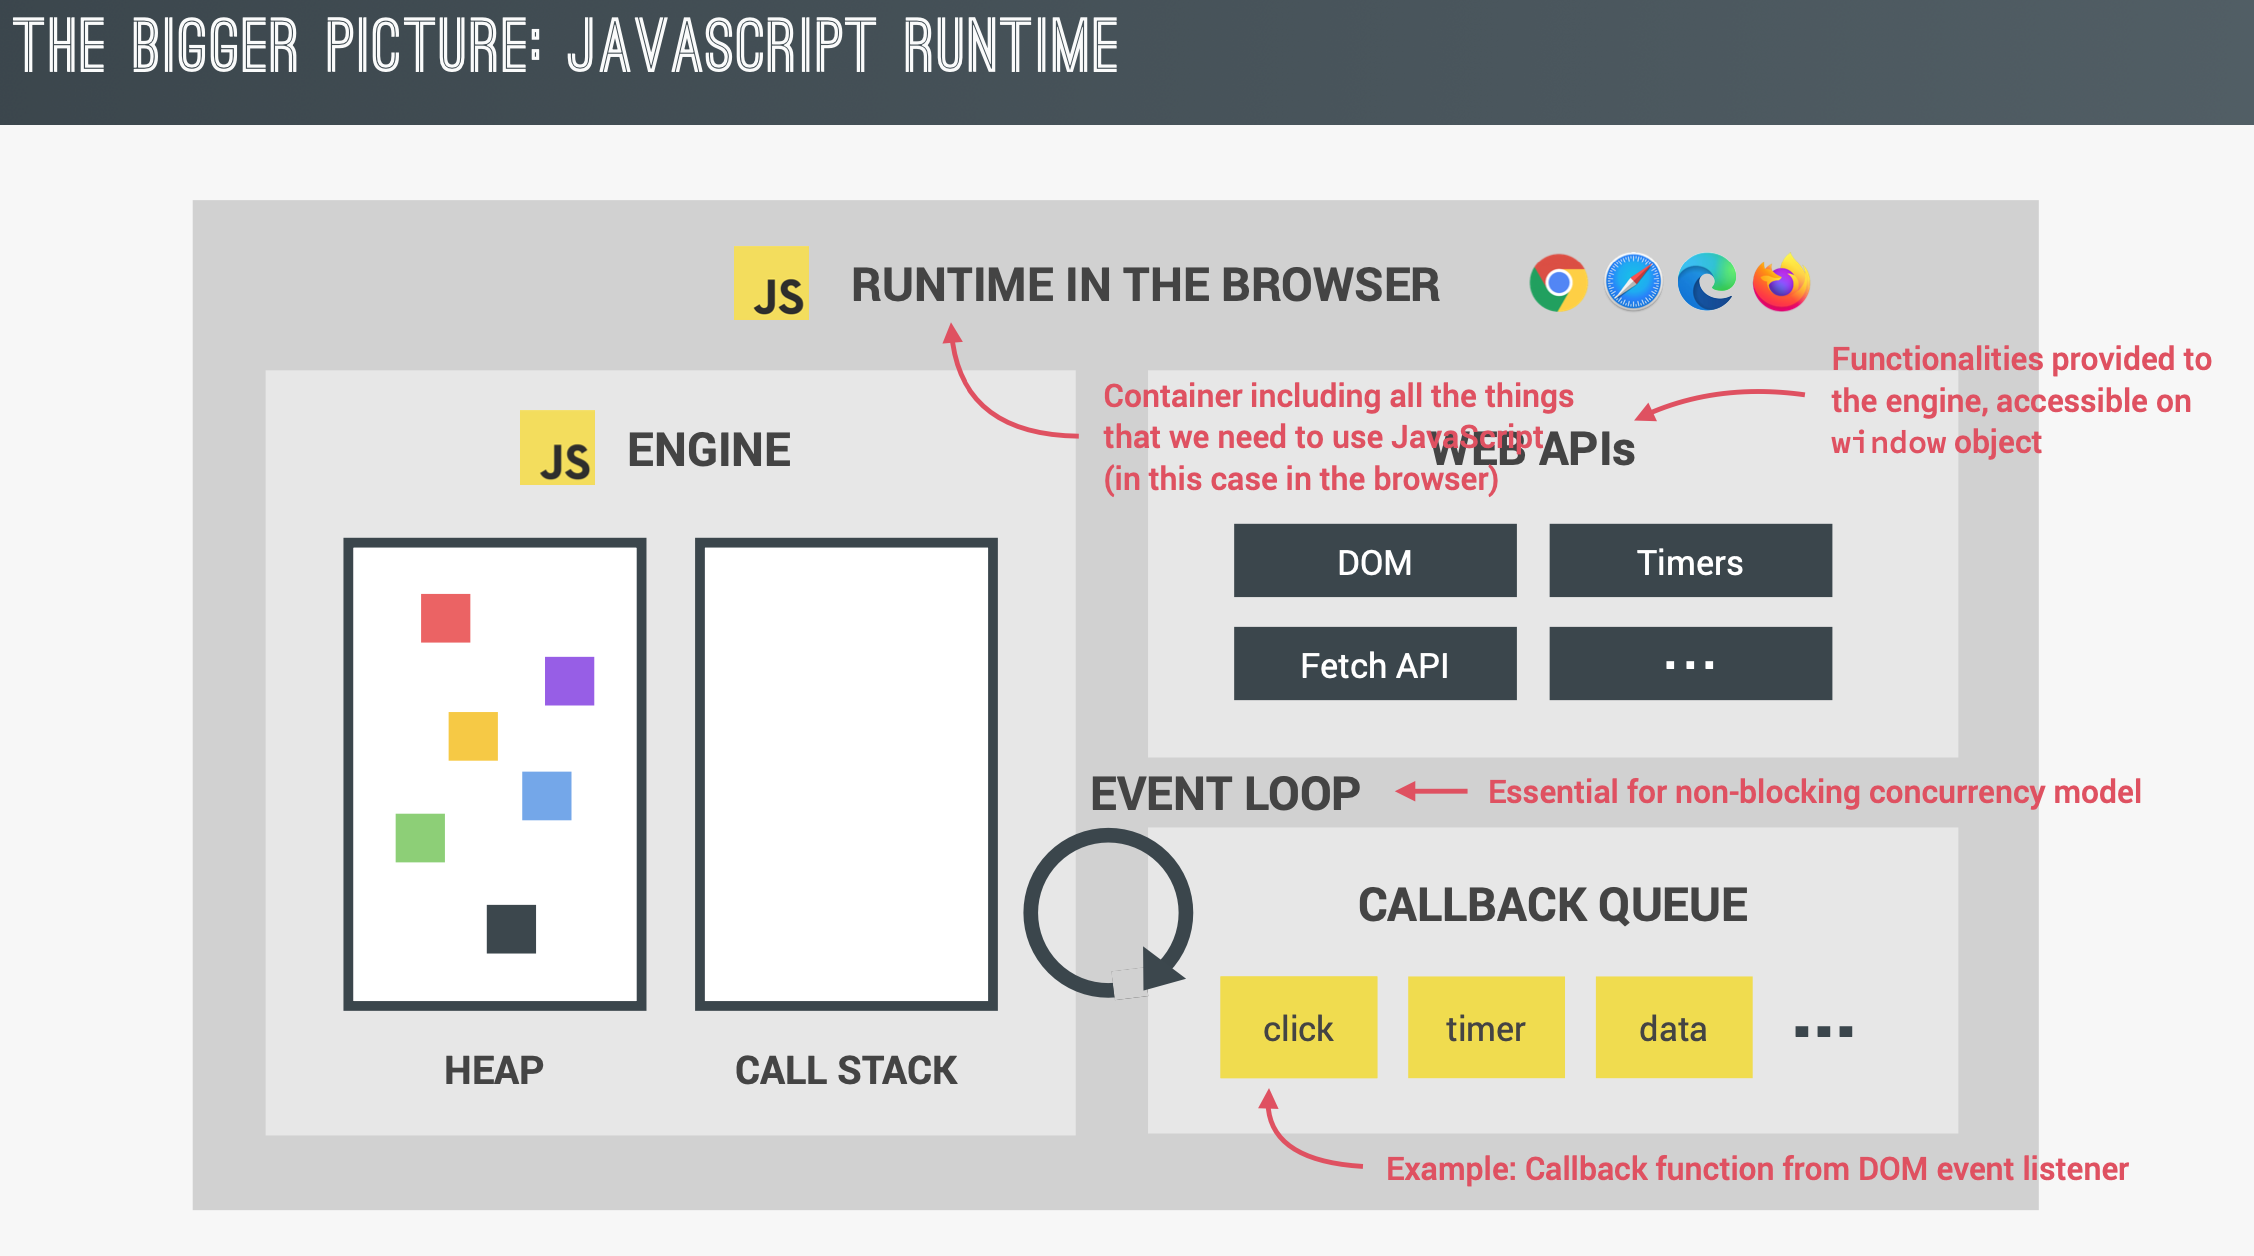 THE BIGGER PICTURE: JAVASCRIPT RUNTIME
JS RUNTIME IN THE BROWSER
Functionalities provided to
the engine, accessible on
window object
Container including all the things
that we need to use JavaScript
(in this case in the browser)
JS ENGINE
WEB APIs
DOM Timers
Fetch API ...
EVENT LOOP
Essential for non-blocking concurrency model
CALLBACK QUEUE
click timer data ...
HEAP CALL STACK
Example: Callback function from DOM event listener